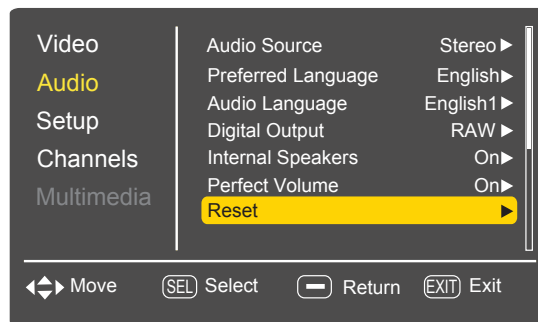 Video
Audio
Setup
Channels
Multimedia
Audio Source Stereo
Preferred Language English
Audio Language English1
Digital Output RAW
Internal Speakers On
Perfect Volume On
Reset
Move SEL Select Return EXIT Exit